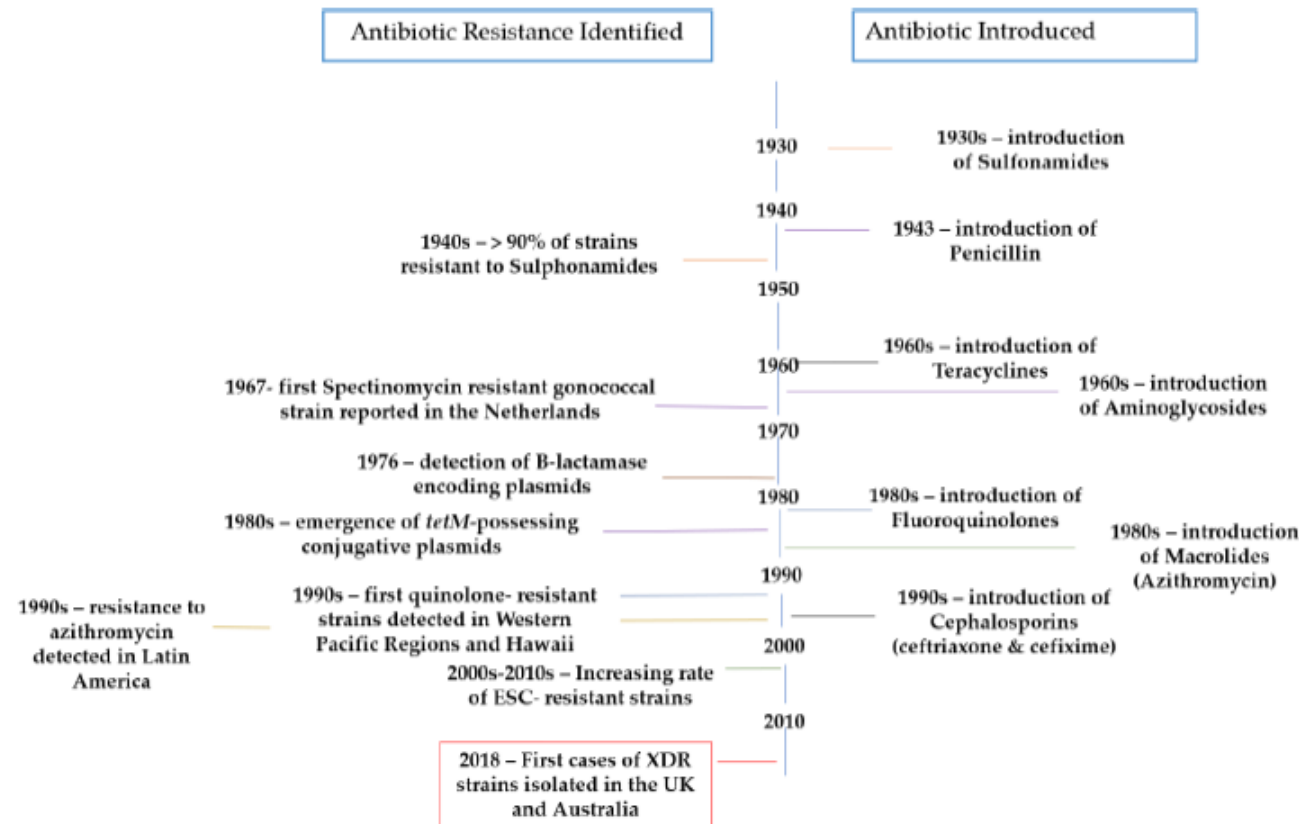 Antibiotic Resistance Identified
Antibiotic Introduced
1930
1930s – introduction
of Sulfonamides
1940
1943 – introduction of
Penicillin
1940s – > 90% of strains
resistant to Sulphonamides
1950
1960s – introduction of
Teracyclines
1960
1967- first Spectinomycin resistant gonococcal
strain reported in the Netherlands
1960s – introduction
of Aminoglycosides
1970
1976 – detection of B-lactamase
encoding plasmids
1980
1980s – introduction of
Fluoroquinolones
1980s – emergence of tetM-possessing
conjugative plasmids
1980s – introduction
of Macrolides
(Azithromycin)
1990
1990s – resistance to
azithromycin
detected in Latin
America
1990s – first quinolone- resistant
strains detected in Western
Pacific Regions and Hawaii
1990s – introduction of
Cephalosporins
(ceftriaxone & cefixime)
2000
2000s-2010s – Increasing rate
of ESC- resistant strains
2010
2018 – First cases of XDR
strains isolated in the UK
and Australia